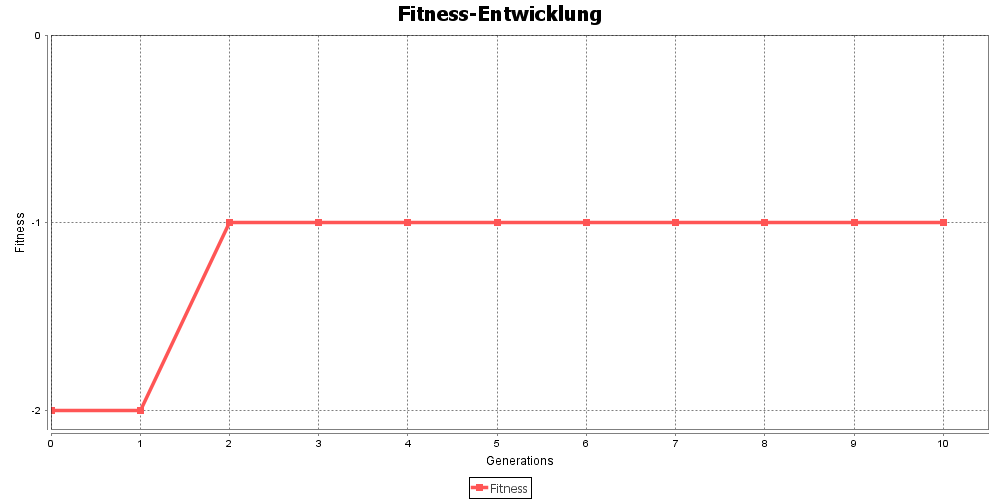 Fitness-Entwicklung
0
-1
-2
Fitness
0 1 2 3 4 5 6 7 8 9 10
Generations
Fitness